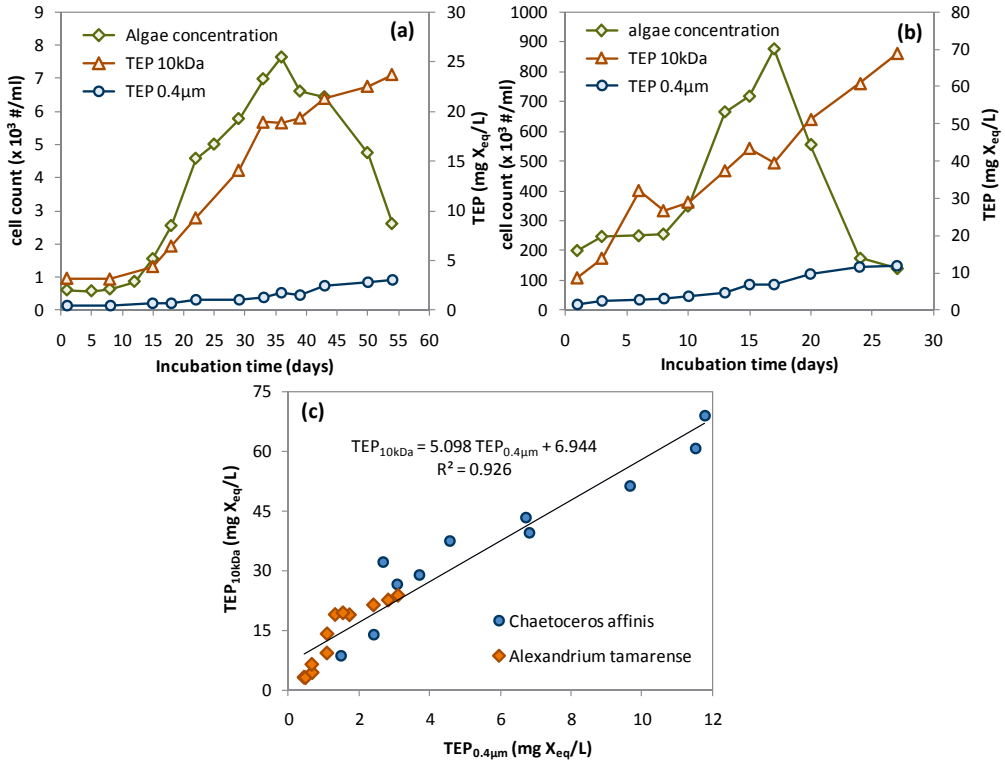 (a)
Algae concentration
TEP 10kDa
TEP 0.4μm
cell count (x 10³ #/ml)
9
8
7
6
5
4
3
2
1
0
TEP (mg Xeq/L)
30
25
20
15
10
5
0
0 5 10 15 20 25 30 35 40 45 50 55 60
Incubation time (days)
(b)
algae concentration
TEP 10kDa
TEP 0.4μm
cell count (x 10³ #/ml)
1000
900
800
700
600
500
400
300
200
100
0
TEP (mg Xeq/L)
80
70
60
50
40
30
20
10
0
0 5 10 15 20 25 30
Incubation time (days)
(c)
TEP10kDa = 5.098 TEP0.4μm + 6.944
R² = 0.926
TEP10kDa (mg Xeq/L)
75
60
45
30
15
0
Chaetoceros affinis
Alexandrium tamarense
0 2 4 6 8 10 12
TEP0.4μm (mg Xeq/L)